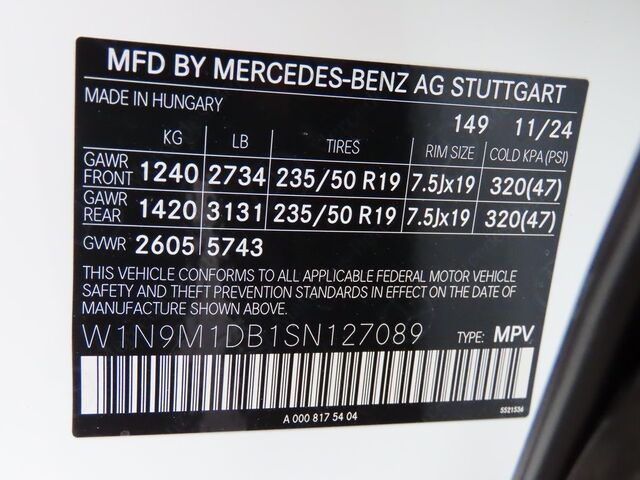 MFD BY MERCEDES-BENZ AG STUTTGART
MADE IN HUNGARY 149 11/24
KG LB TIRES RIM SIZE COLD KPA (PSI)
GAWR FRONT 1240 2734 235/50 R19 7.5Jx19 320(47)
GAWR REAR 1420 3131 235/50 R19 7.5Jx19 320(47)
GVWR 2605 5743
THIS VEHICLE CONFORMS TO ALL APPLICABLE FEDERAL MOTOR VEHICLE
SAFETY AND THEFT PREVENTION STANDARDS IN EFFECT ON THE DATE OF
MANUFACTURE SHOWN ABOVE.
W1N9M1DB1SN127089 TYPE: MPV
A 000 817 54 04 5521536